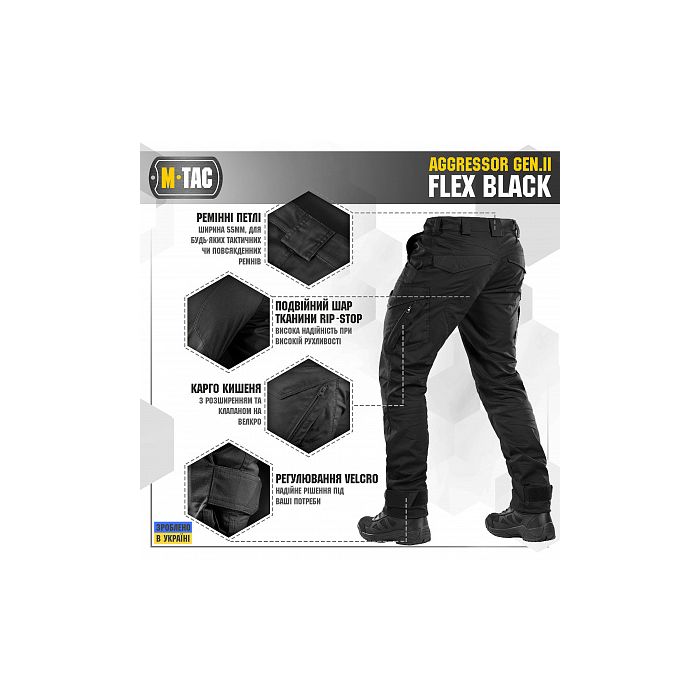 M-TAC
AGGRESSOR GEN.II
FLEX BLACK
РЕМІННІ ПЕТЛІ
ШИРИНА 55ММ, ДЛЯ
БУДЬ-ЯКИХ ТАКТИЧНИХ
ЧИ ПОВСЯКДЕННИХ
РЕМНІВ
ПОДВІЙНИЙ ШАР
ТКАНИНИ RIP-STOP
ВИСОКА НАДІЙНІСТЬ ПРИ
ВИСОКІЙ РУХЛИВОСТІ
КАРГО КИШЕНЯ
З РОЗШИРЕННЯМ ТА
КЛАПАНОМ НА
ВЕЛКРО
РЕГУЛЮВАННЯ VELCRO
НАДІЙНЕ РІШЕННЯ ПІД
ВАШІ ПОТРЕБИ
ЗРОБЛЕНО
В УКРАЇНІ